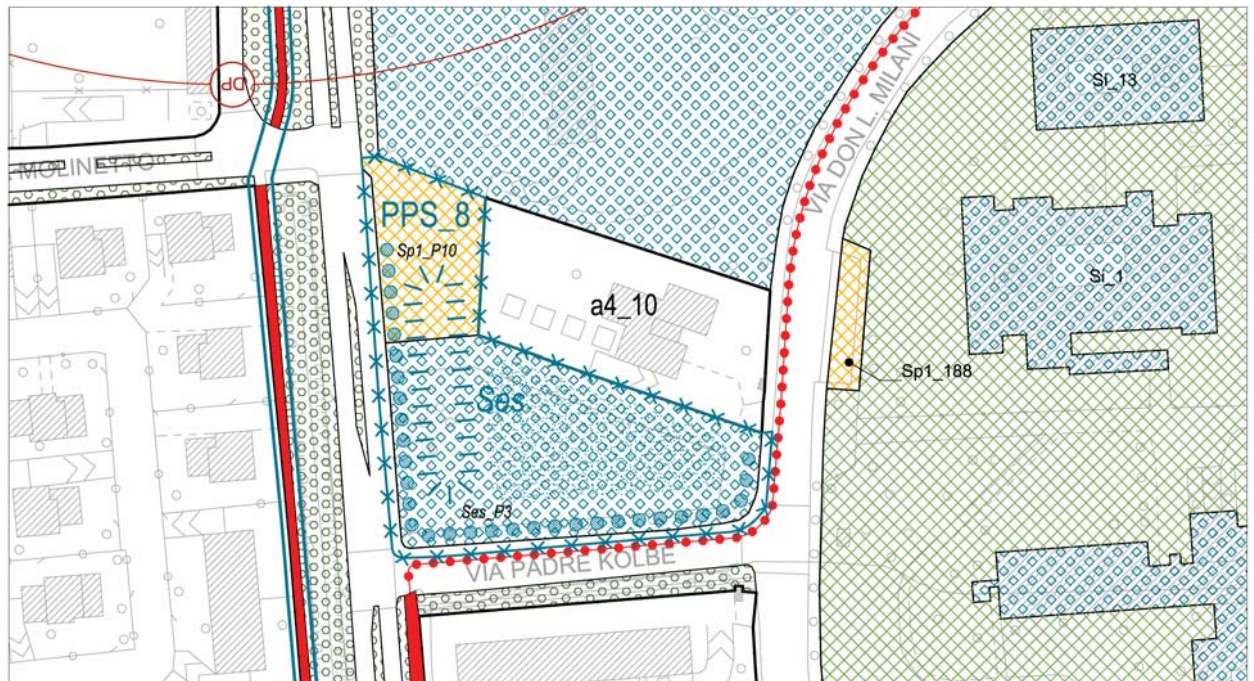 DP
MOLINETTO
VIA DON L. MILANI
Si_13
PPS_8
Sp1_P10
a4_10
Si_1
Sp1_188
Ses
Ses_P3
VIA PADRE KOLBE